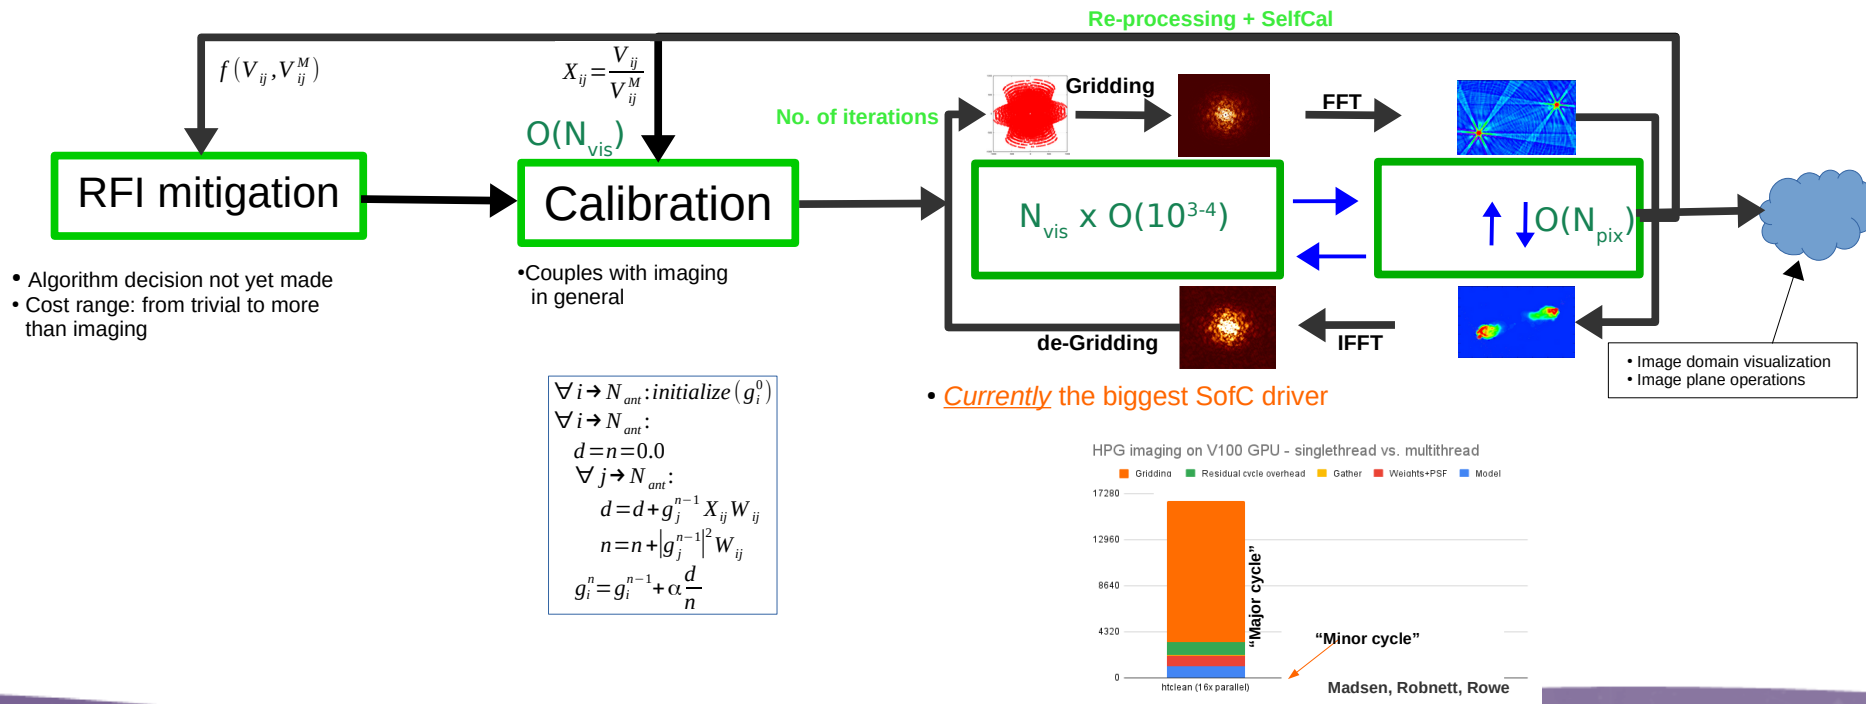 Re-processing + SelfCal
f(V_ij, V_ij^M)
X_ij = V_ij / V_ij^M
O(N_vis)
No. of iterations
Gridding
FFT
RFI mitigation
Calibration
N_vis x O(10^3-4)
O(N_pix)
• Algorithm decision not yet made
• Cost range: from trivial to more
than imaging
•Couples with imaging
in general
de-Gridding
IFFT
• Image domain visualization
• Image plane operations
• Currently the biggest SofC driver
∀ i → N_ant : initialize(g_i^0)
∀ i → N_ant :
d = n = 0.0
∀ j → N_ant :
d = d + g_j^{n−1} X_ij W_ij
n = n + |g_j^{n−1}|^2 W_ij
g_i^n = g_i^{n−1} + α d/n
HPG imaging on V100 GPU - singlethread vs. multithread
Gridding Residual cycle overhead Gather Weights+PSF Model
17280
12960
8640
4320
0
"Major cycle"
"Minor cycle"
htclean (16x parallel)
Madsen, Robnett, Rowe